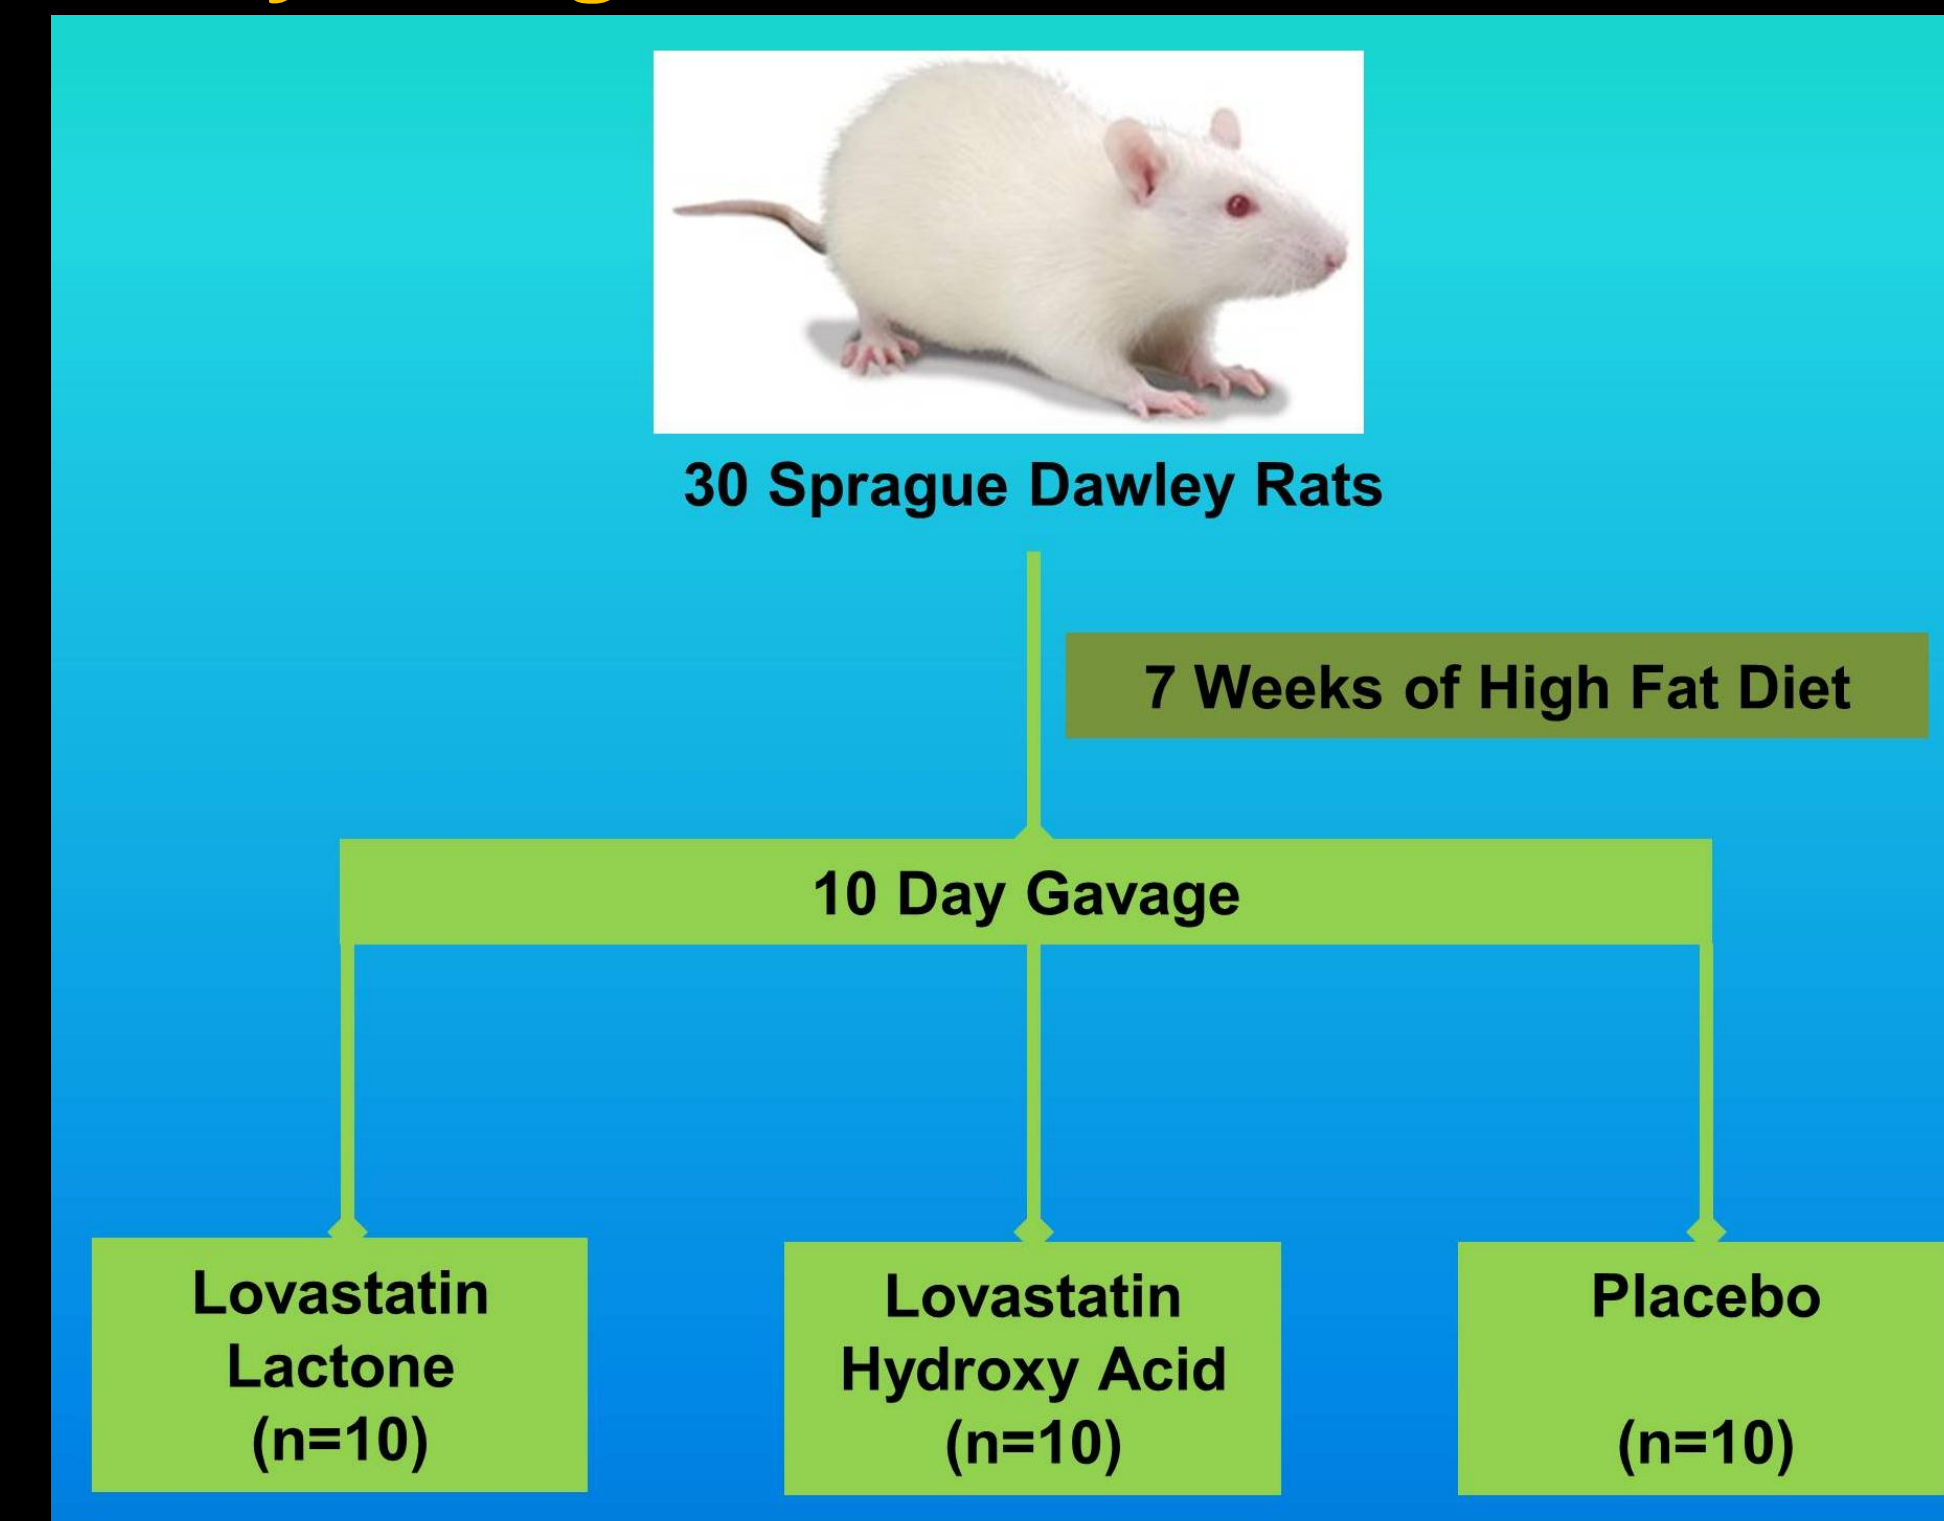 30 Sprague Dawley Rats
7 Weeks of High Fat Diet
10 Day Gavage
Lovastatin
Lactone
(n=10)
Lovastatin
Hydroxy Acid
(n=10)
Placebo
(n=10)